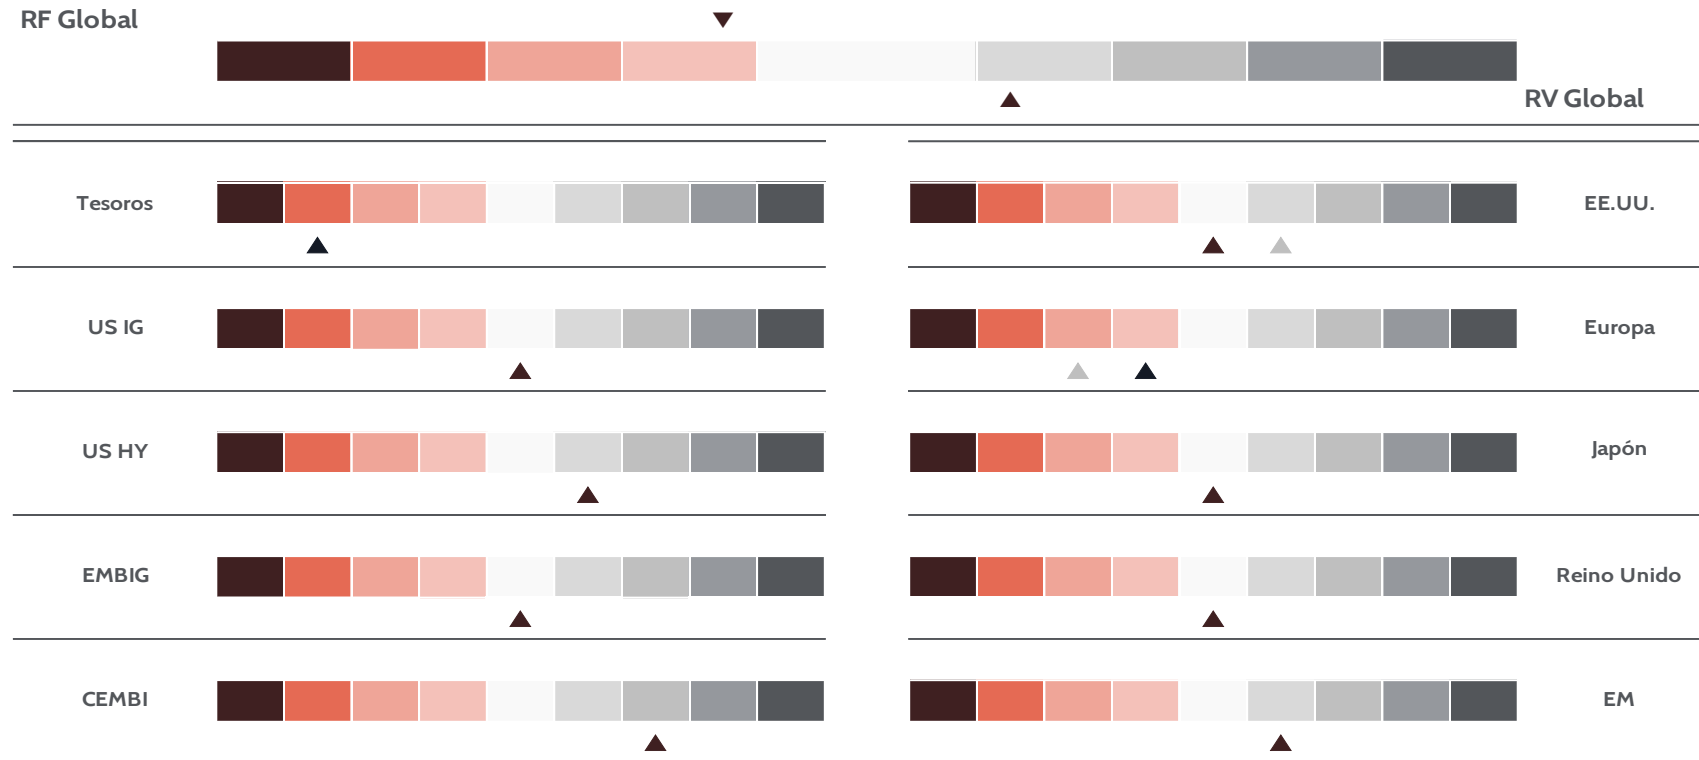 RF Global
RV Global
Tesoros
EE.UU.
US IG
Europa
US HY
Japón
EMBIG
Reino Unido
CEMBI
EM